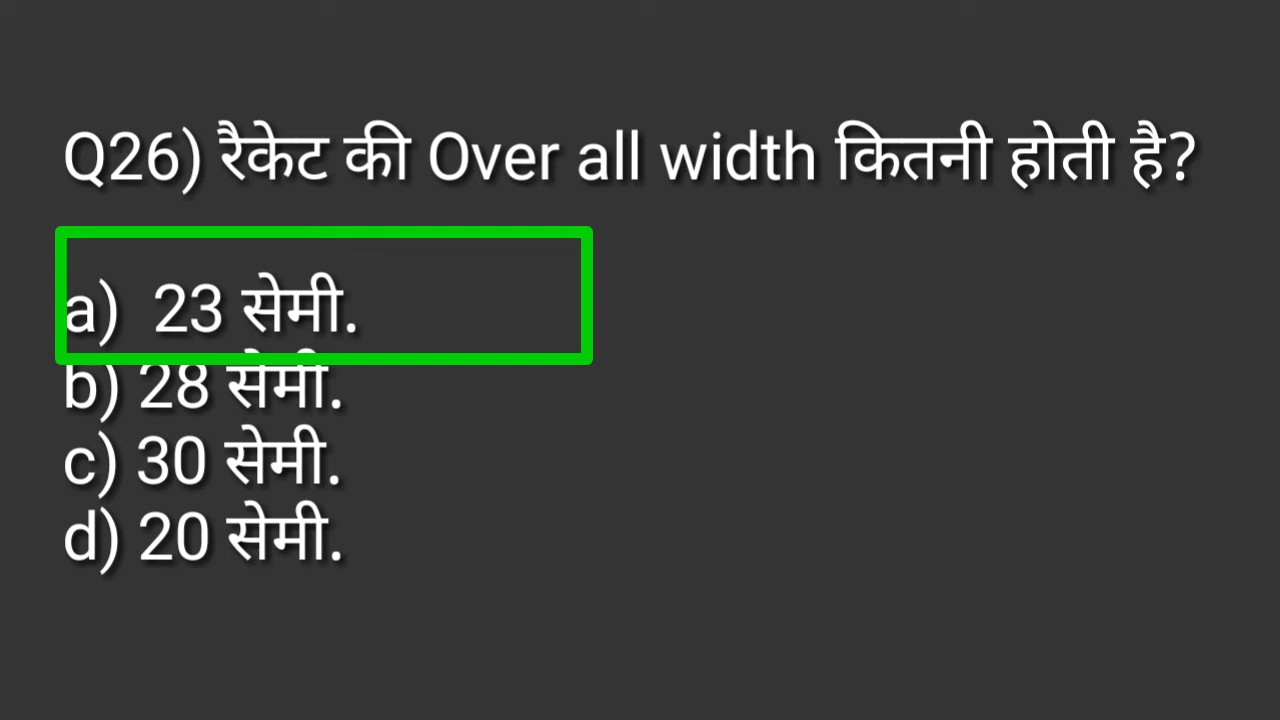 Q26) रैकेट की Over all width कितनी होती है?
a) 23 सेमी.
b) 28 सेमी.
c) 30 सेमी.
d) 20 सेमी.